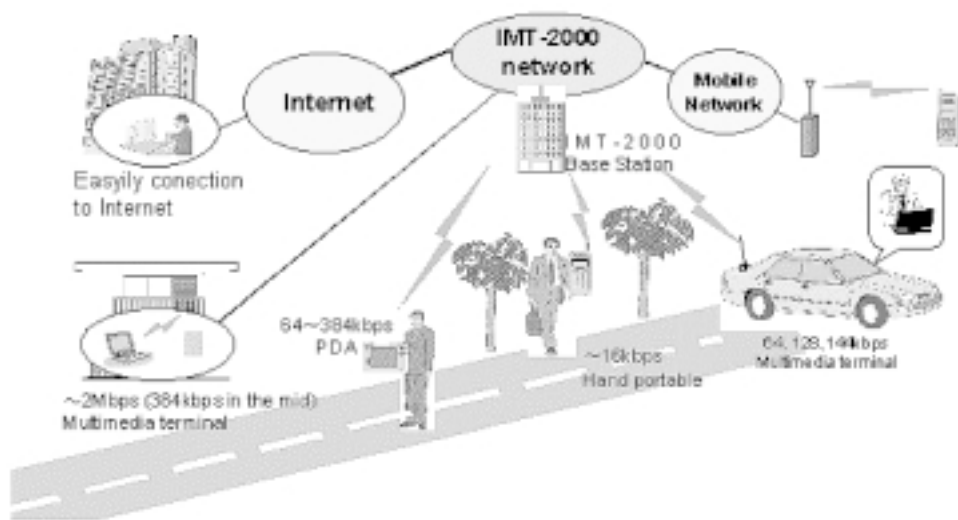 IMT-2000
network
Internet
Mobile
Network
IMT-2000
Base Station
Easyily conection
to Internet
64~384kbps
PDA
~16kbps
Hand portable
64, 128, 144kbps
Multimedia terminal
~2Mbps (384kbps in the mid)
Multimedia terminal